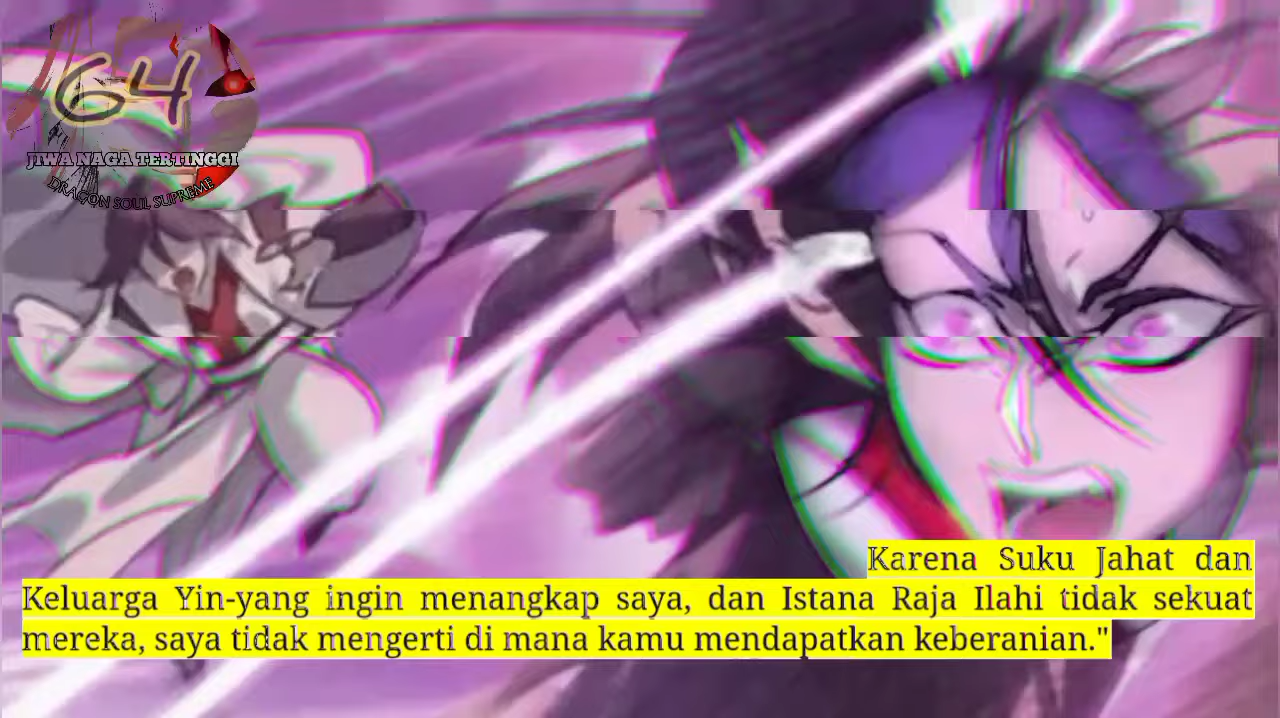 64
JIWA NAGA TERTINGGI
DRAGON SOUL SUPREME
Karena Suku Jahat dan
Keluarga Yin-yang ingin menangkap saya, dan Istana Raja Ilahi tidak sekuat
mereka, saya tidak mengerti di mana kamu mendapatkan keberanian."